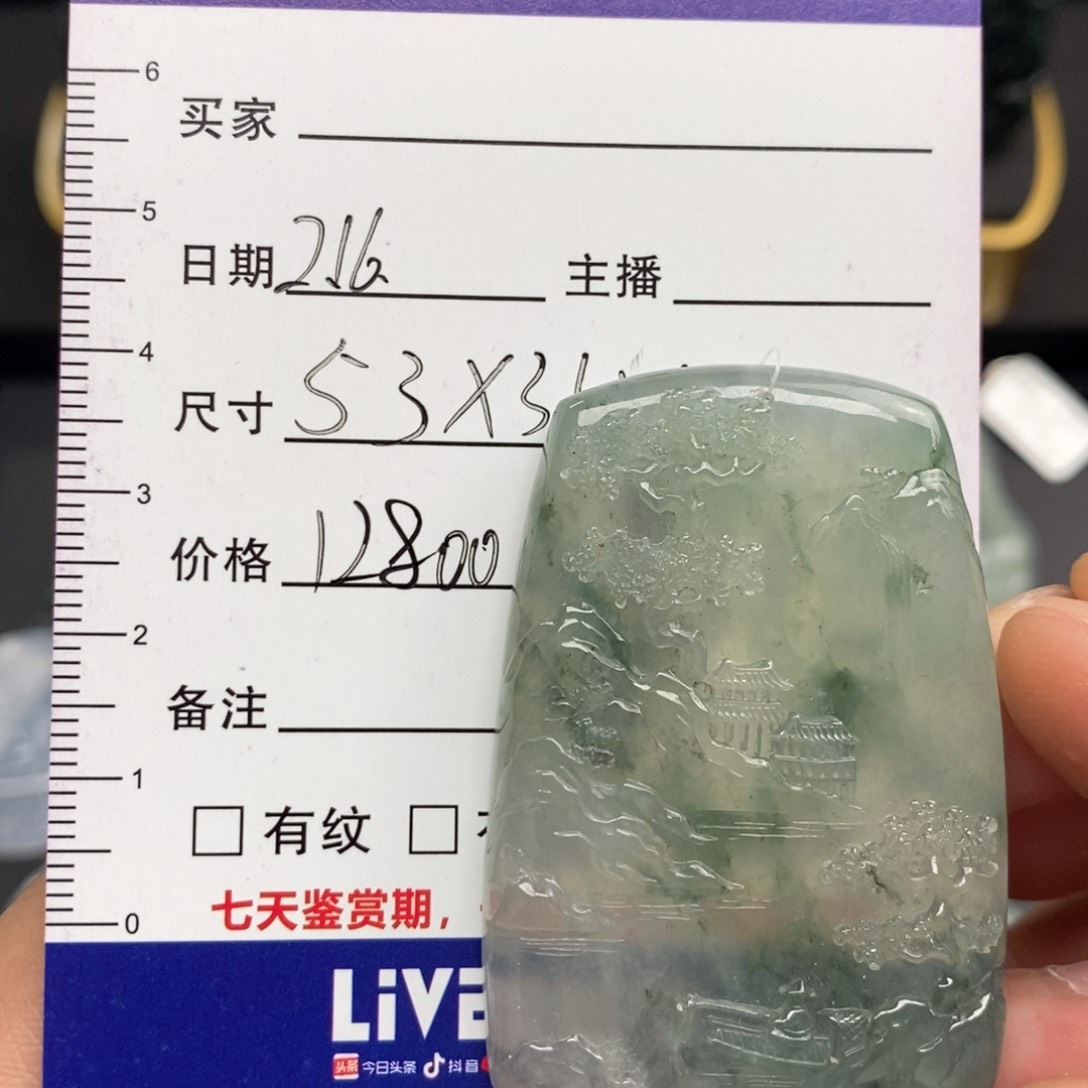 6
买家
5
日期 216 主播
4
尺寸 53X3
3
价格 12800
2
备注
1
□ 有纹 □
七天鉴赏期，
0
LiVE
头条 今日头条 抖音